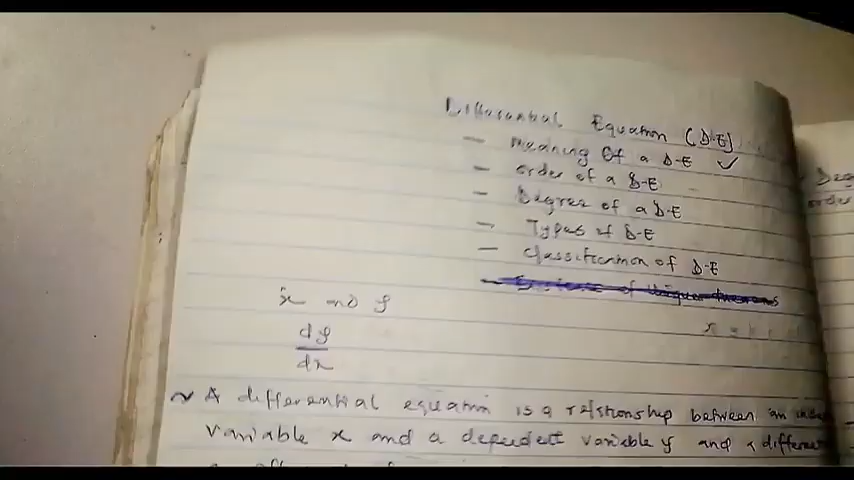 Differential Equation (D.E)
- meaning of a D-E ✓
- order of a D-E
- Degree of a D-E
- Types of D-E
- classification of D-E
x and y
dy
dx
~ A differential equation is a relationship between an
variable x and a dependent variable y and a
order